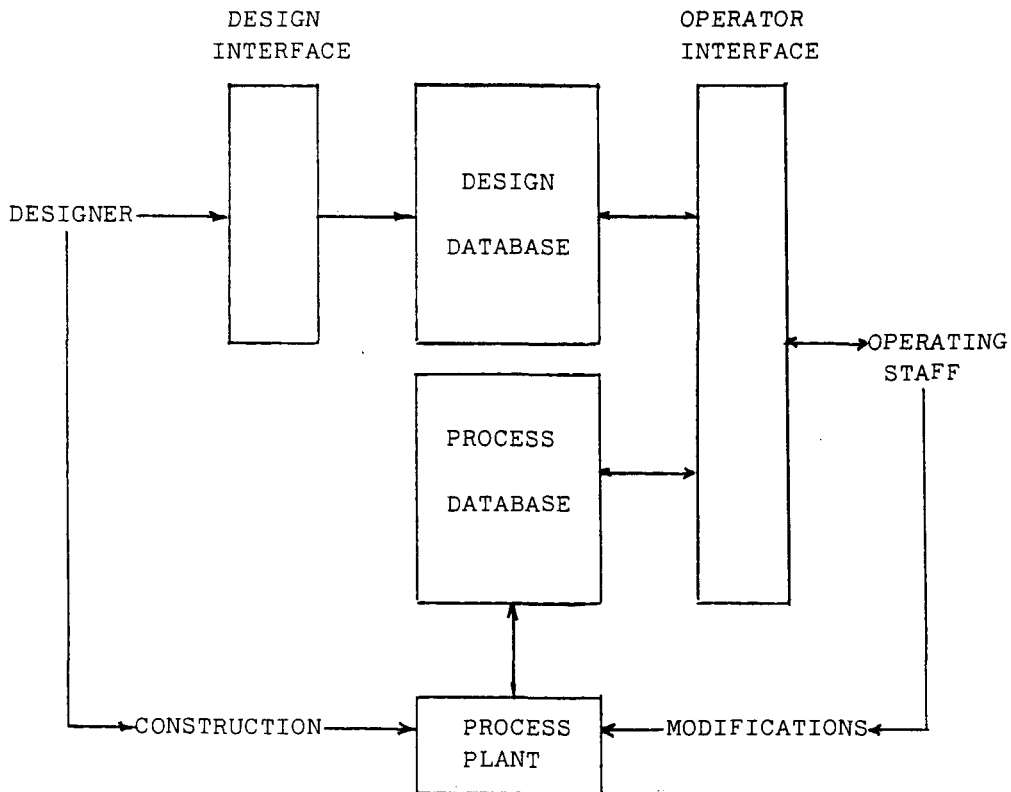 DESIGN
INTERFACE
OPERATOR
INTERFACE
DESIGN
DATABASE
DESIGNER
OPERATING
STAFF
PROCESS
DATABASE
CONSTRUCTION
PROCESS
PLANT
MODIFICATIONS